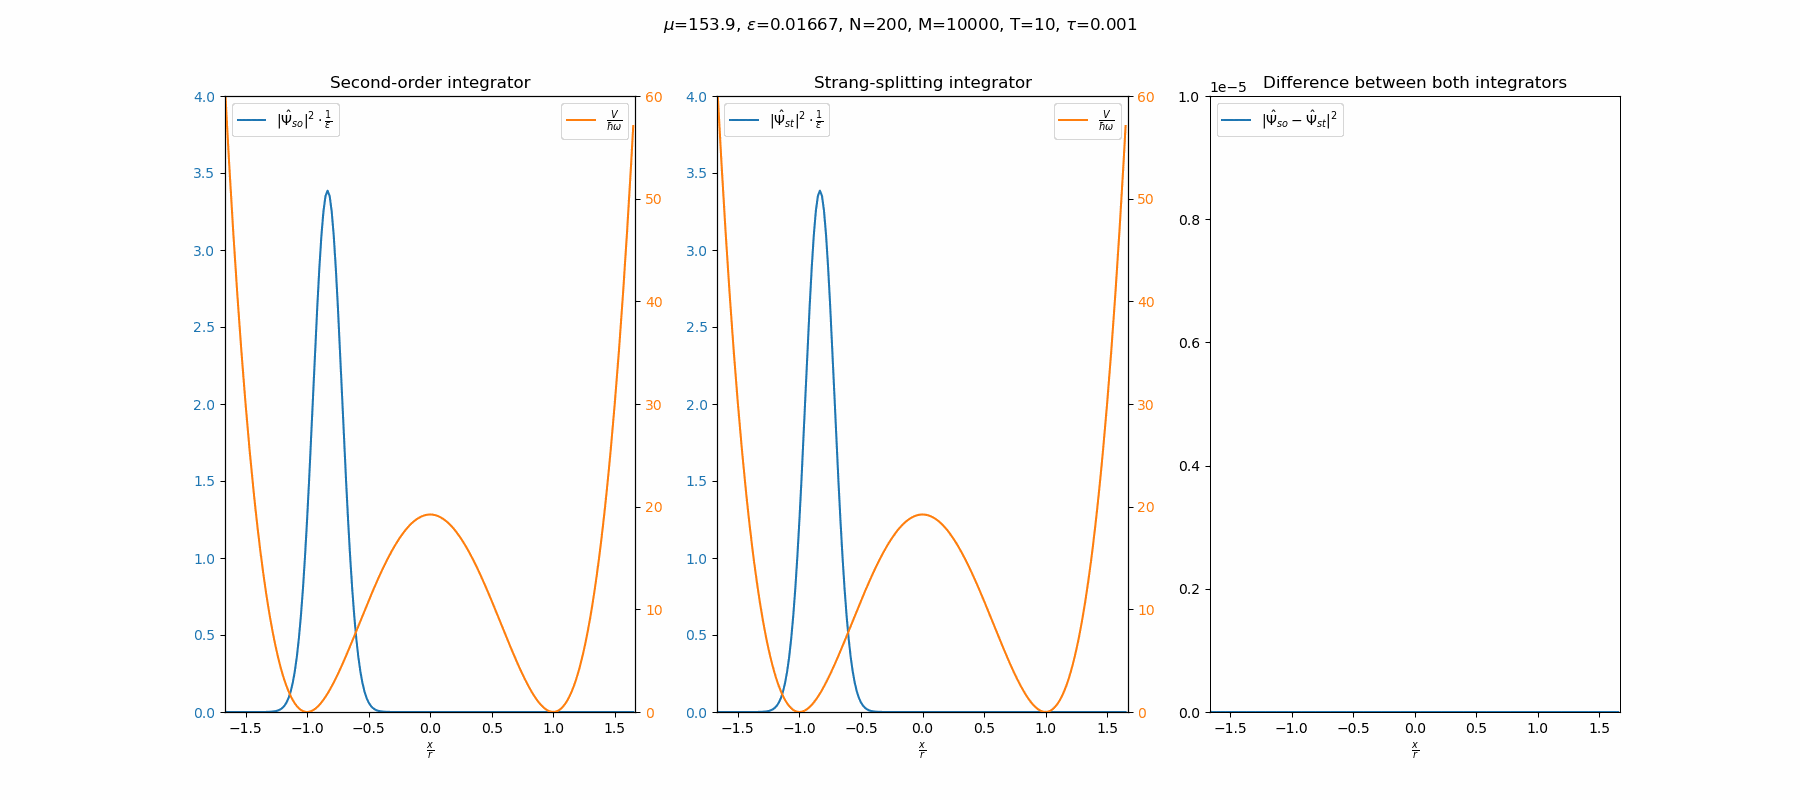 μ=153.9, ε=0.01667, N=200, M=10000, T=10, τ=0.001
Second-order integrator
4.0
3.5
3.0
2.5
2.0
1.5
1.0
0.5
0.0
|Ψ̂_so|² · 1/ε
V/ħω
60
50
40
30
20
10
0
−1.5 −1.0 −0.5 0.0 0.5 1.0 1.5
x/r
Strang-splitting integrator
4.0
3.5
3.0
2.5
2.0
1.5
1.0
0.5
0.0
|Ψ̂_st|² · 1/ε
V/ħω
60
50
40
30
20
10
0
−1.5 −1.0 −0.5 0.0 0.5 1.0 1.5
x/r
Difference between both integrators
1e−5
1.0
0.8
0.6
0.4
0.2
0.0
|Ψ̂_so − Ψ̂_st|²
−1.5 −1.0 −0.5 0.0 0.5 1.0 1.5
x/r